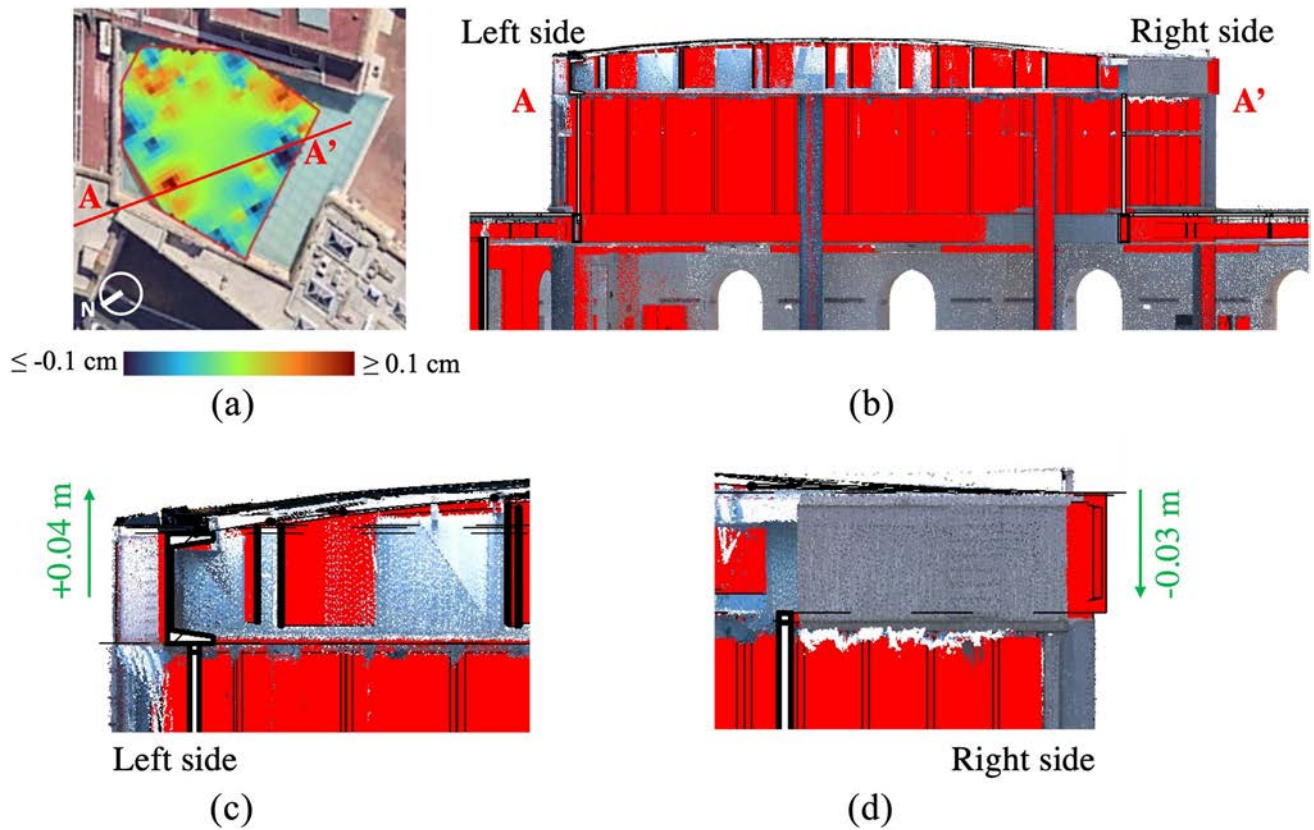 Left side
Right side
A
A'
A
A'
N
≤ -0.1 cm
≥ 0.1 cm
(a)
(b)
+0.04 m
-0.03 m
Left side
Right side
(c)
(d)